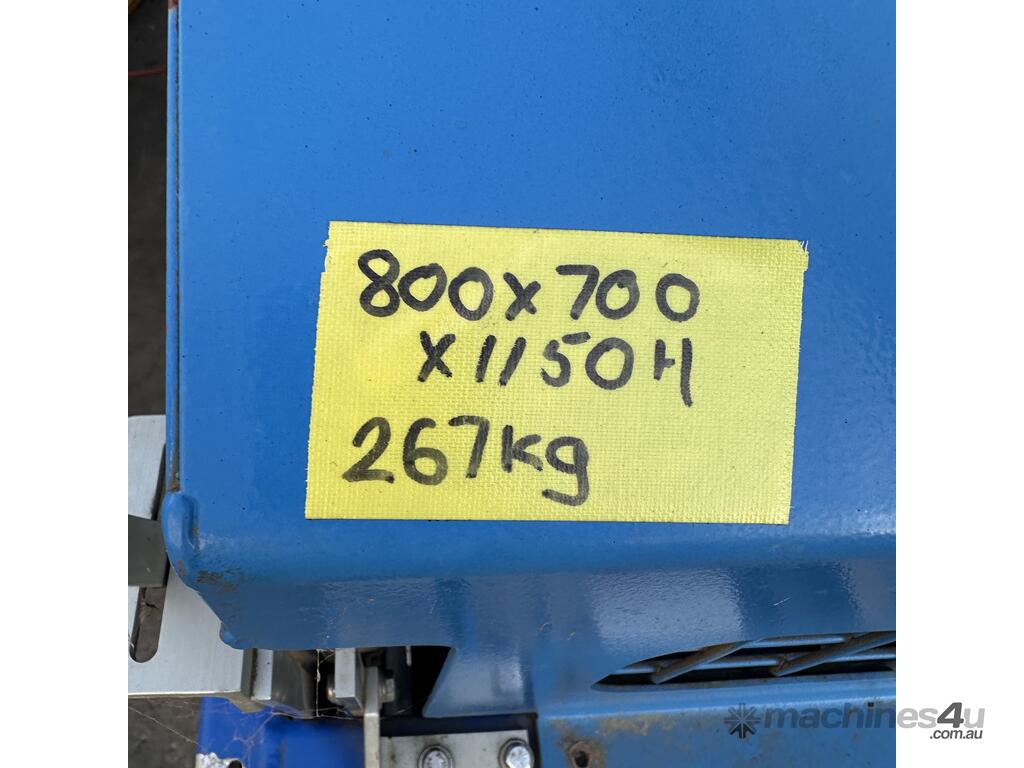 800x700
x1150H
267kg
machines4u
.com.au